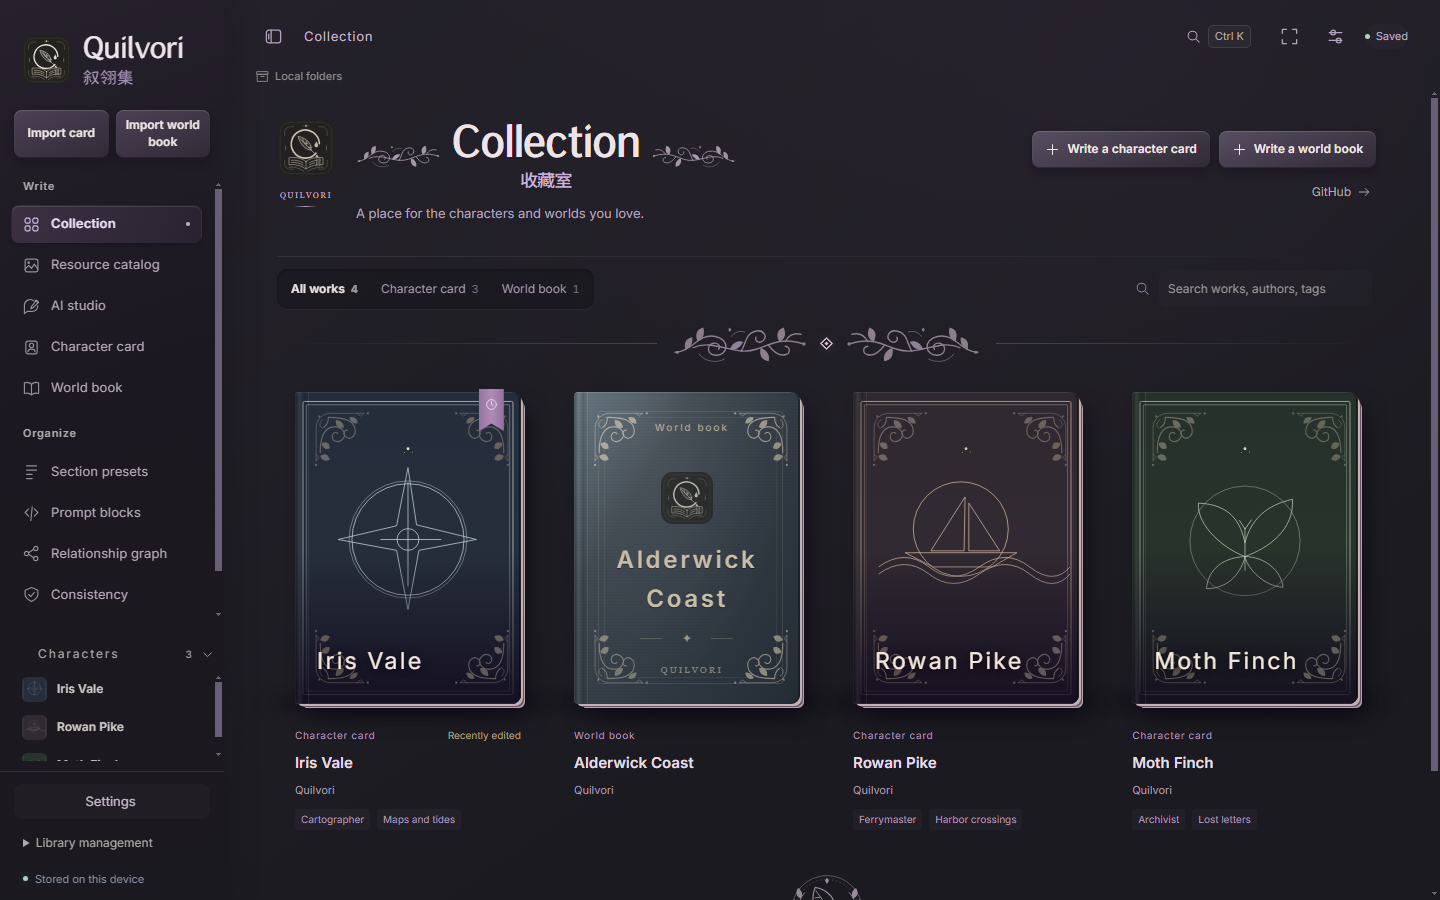 Quilvori
叙翎集
Import card
Import world
book
Write
Collection
Resource catalog
AI studio
Character card
World book
Organize
Section presets
Prompt blocks
Relationship graph
Consistency
Characters 3
Iris Vale
Rowan Pike
Settings
Library management
Stored on this device
Collection
Ctrl K
Saved
Local folders
QUILVORI
Collection
收藏室
A place for the characters and worlds you love.
Write a character card
Write a world book
GitHub
All works 4
Character card 3
World book 1
Search works, authors, tags
Iris Vale
World book
Alderwick
Coast
QUILVORI
Rowan Pike
Moth Finch
Character card
Recently edited
Iris Vale
Quilvori
Cartographer
Maps and tides
World book
Alderwick Coast
Quilvori
Character card
Rowan Pike
Quilvori
Ferrymaster
Harbor crossings
Character card
Moth Finch
Quilvori
Archivist
Lost letters